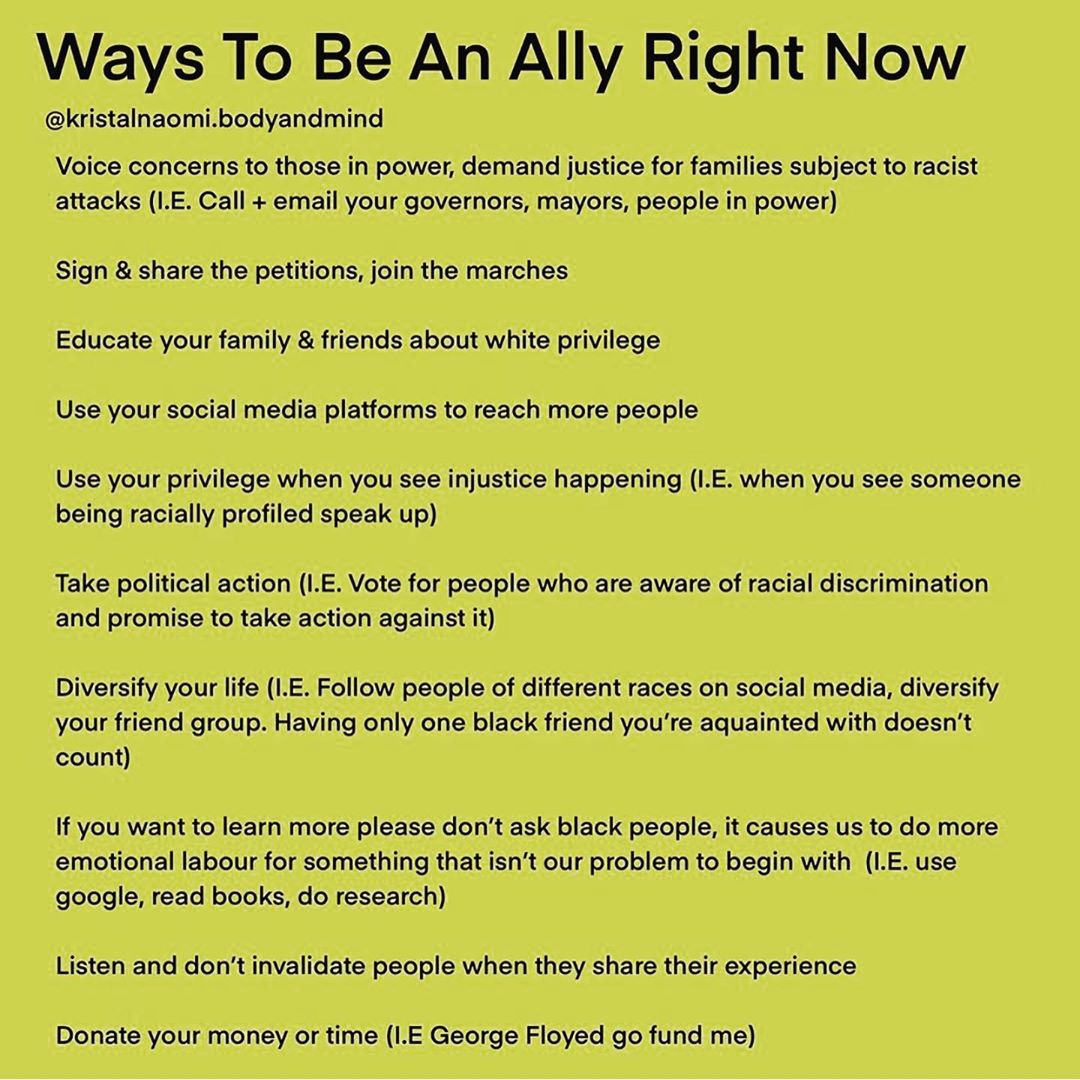 Ways To Be An Ally Right Now
@kristalnaomi.bodyandmind
Voice concerns to those in power, demand justice for families subject to racist
attacks (I.E. Call + email your governors, mayors, people in power)
Sign & share the petitions, join the marches
Educate your family & friends about white privilege
Use your social media platforms to reach more people
Use your privilege when you see injustice happening (I.E. when you see someone
being racially profiled speak up)
Take political action (I.E. Vote for people who are aware of racial discrimination
and promise to take action against it)
Diversify your life (I.E. Follow people of different races on social media, diversify
your friend group. Having only one black friend you're aquainted with doesn't
count)
If you want to learn more please don't ask black people, it causes us to do more
emotional labour for something that isn't our problem to begin with  (I.E. use
google, read books, do research)
Listen and don't invalidate people when they share their experience
Donate your money or time (I.E George Floyed go fund me)